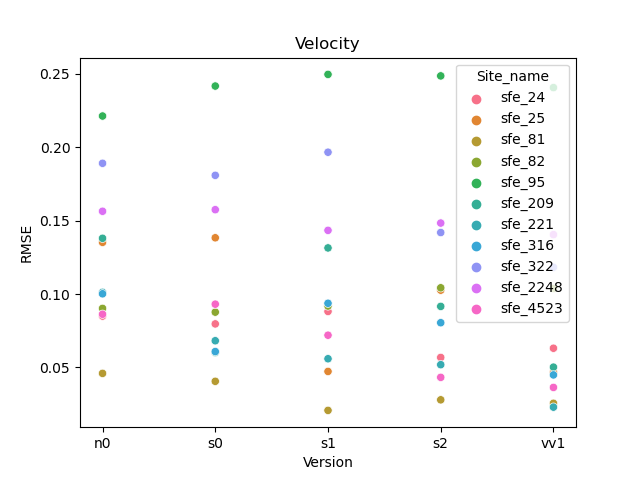 Velocity
0.25
0.20
0.15
0.10
0.05
RMSE
Site_name
sfe_24
sfe_25
sfe_81
sfe_82
sfe_95
sfe_209
sfe_221
sfe_316
sfe_322
sfe_2248
sfe_4523
n0
s0
s1
s2
vv1
Version